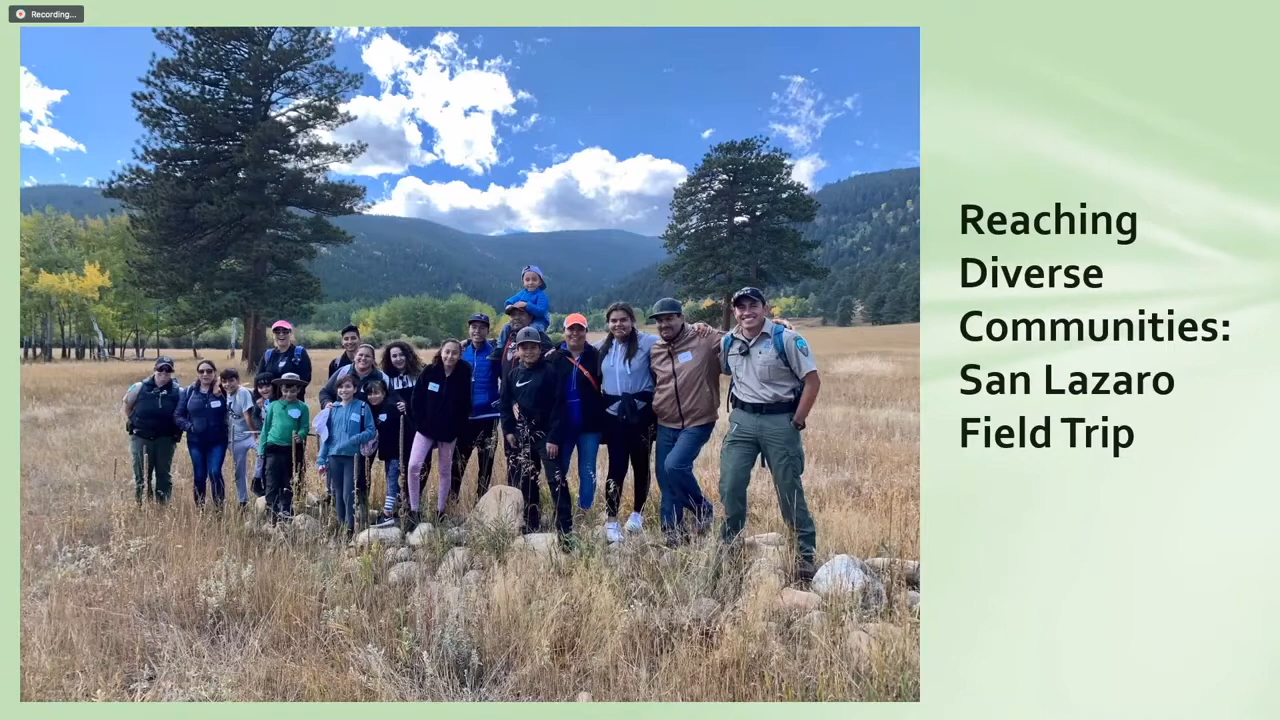 Recording...
Reaching
Diverse
Communities:
San Lazaro
Field Trip